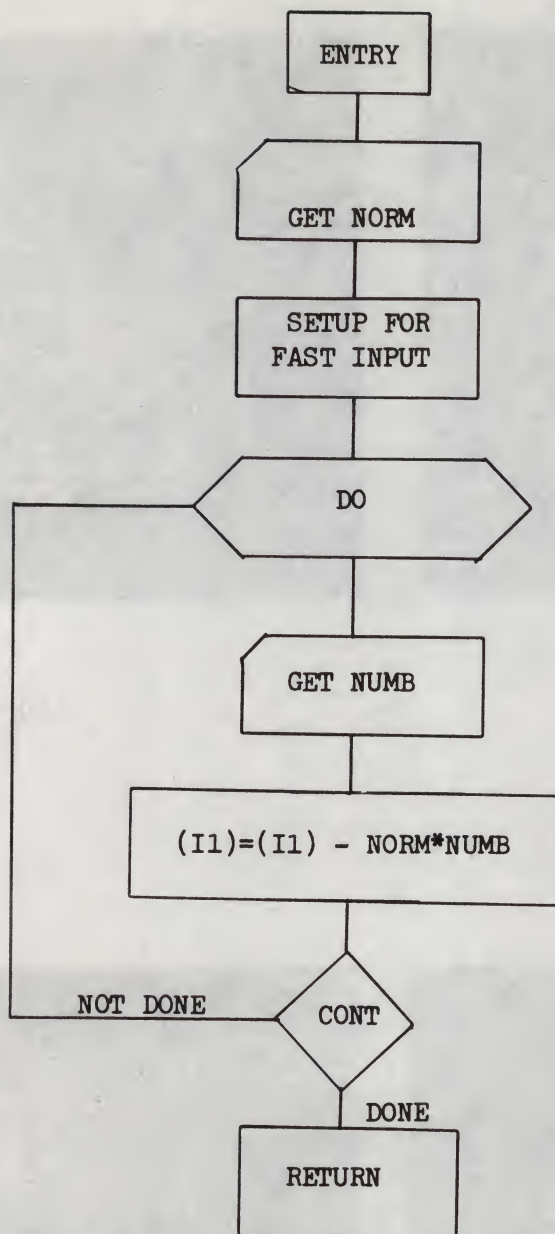 ENTRY
GET NORM
SETUP FOR
FAST INPUT
DO
GET NUMB
(I1)=(I1) - NORM*NUMB
NOT DONE
CONT
DONE
RETURN